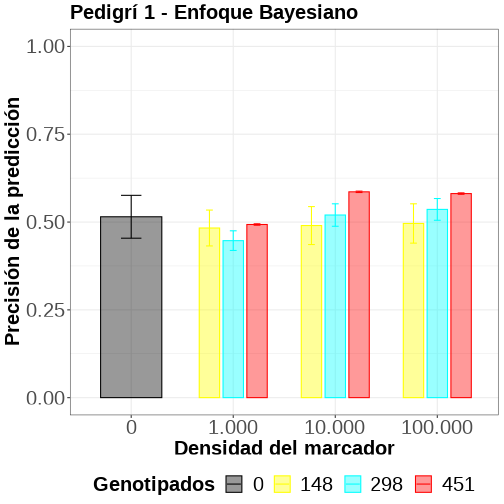 Pedigrí 1 - Enfoque Bayesiano
Precisión de la predicción
1.00
0.75
0.50
0.25
0.00
0 1.000 10.000 100.000
Densidad del marcador
Genotipados 0 148 298 451